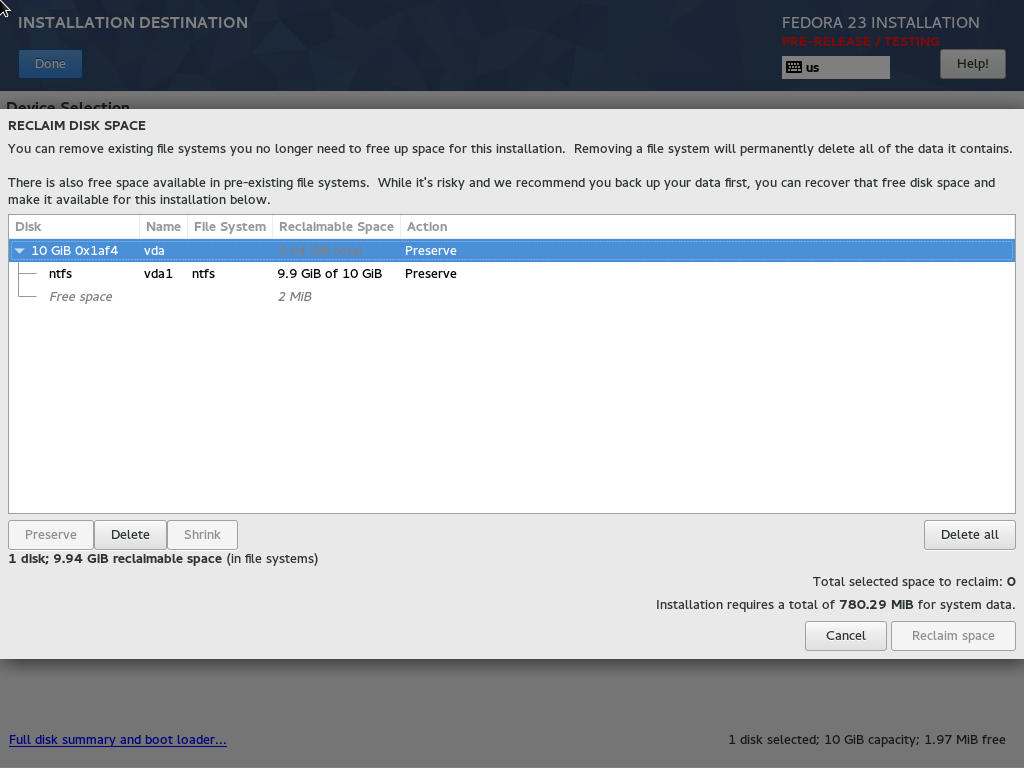 INSTALLATION DESTINATION
FEDORA 23 INSTALLATION
PRE-RELEASE / TESTING
Done
us
Help!
Device Selection
RECLAIM DISK SPACE
You can remove existing file systems you no longer need to free up space for this installation.  Removing a file system will permanently delete all of the data it contains.
There is also free space available in pre-existing file systems.  While it's risky and we recommend you back up your data first, you can recover that free disk space and
make it available for this installation below.
Disk Name File System Reclaimable Space Action
10 GiB 0x1af4 vda 9.94 GiB total Preserve
ntfs vda1 ntfs 9.9 GiB of 10 GiB Preserve
Free space 2 MiB
Preserve Delete Shrink Delete all
1 disk; 9.94 GiB reclaimable space (in file systems)
Total selected space to reclaim: 0
Installation requires a total of 780.29 MiB for system data.
Cancel Reclaim space
Full disk summary and boot loader... 1 disk selected; 10 GiB capacity; 1.97 MiB free